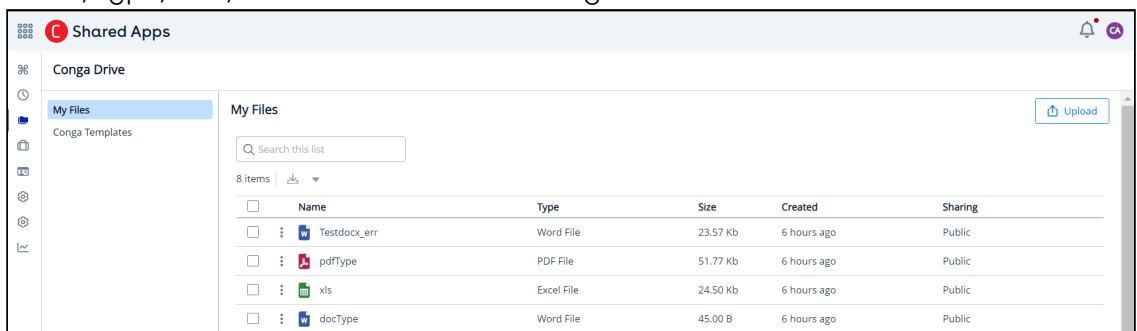 C Shared Apps CA
Conga Drive
My Files
Conga Templates
My Files
Upload
Search this list
8 items
Name Type Size Created Sharing
Testdocx_err Word File 23.57 Kb 6 hours ago Public
pdfType PDF File 51.77 Kb 6 hours ago Public
xls Excel File 24.50 Kb 6 hours ago Public
docType Word File 45.00 B 6 hours ago Public